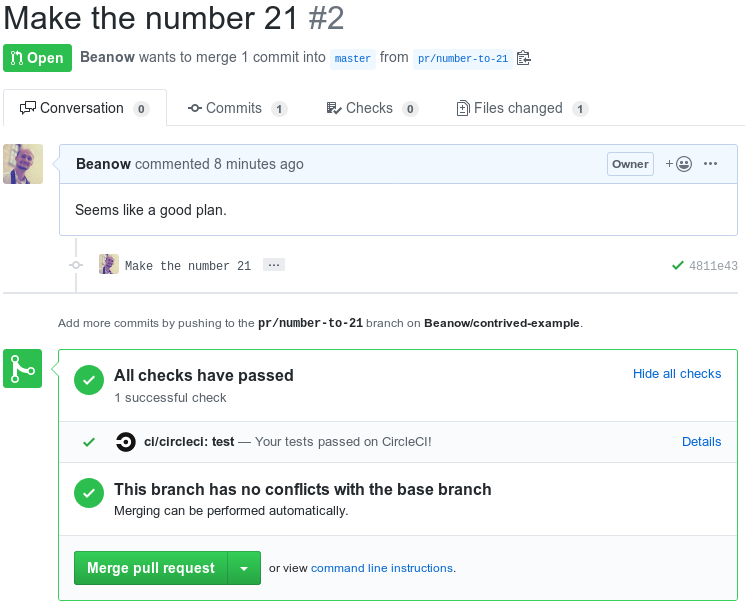 Make the number 21 #2
Open Beanow wants to merge 1 commit into master from pr/number-to-21
Conversation 0 Commits 1 Checks 0 Files changed 1
Beanow commented 8 minutes ago Owner +
Seems like a good plan.
Make the number 21 ... 4811e43
Add more commits by pushing to the pr/number-to-21 branch on Beanow/contrived-example.
All checks have passed Hide all checks
1 successful check
ci/circleci: test — Your tests passed on CircleCI! Details
This branch has no conflicts with the base branch
Merging can be performed automatically.
Merge pull request or view command line instructions.